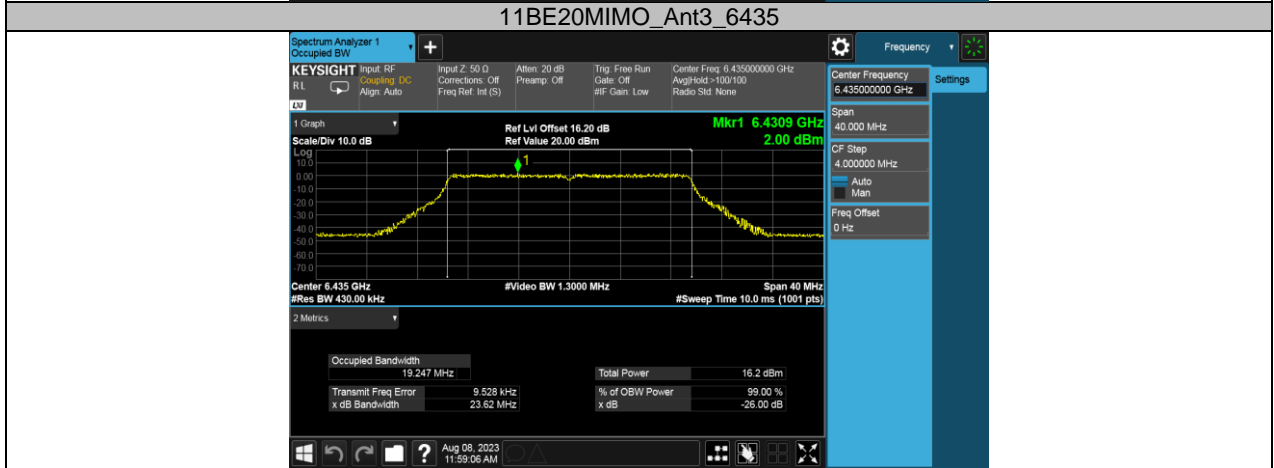 11BE20MIMO_Ant3_6435
Spectrum Analyzer 1
Occupied BW
+
Frequency
KEYSIGHT
Input: RF
Input Z: 50 Ω
Atten: 20 dB
Trig: Free Run
Center Freq: 6.435000000 GHz
RL
Coupling: DC
Corrections: Off
Preamp: Off
Gate: Off
Avg|Hold:>100/100
Align: Auto
Freq Ref: Int (S)
#IF Gain: Low
Radio Std: None
LXI
Center Frequency
6.435000000 GHz
Settings
Span
40.000 MHz
CF Step
4.000000 MHz
Auto
Man
Freq Offset
0 Hz
1 Graph
Ref Lvl Offset 16.20 dB
Mkr1 6.4309 GHz
Scale/Div 10.0 dB
Ref Value 20.00 dBm
2.00 dBm
Log
1
10.0
0.00
-10.0
-20.0
-30.0
-40.0
-50.0
-60.0
-70.0
Center 6.435 GHz
#Video BW 1.3000 MHz
Span 40 MHz
#Res BW 430.00 kHz
#Sweep Time 10.0 ms (1001 pts)
2 Metrics
Occupied Bandwidth
19.247 MHz
Total Power
16.2 dBm
Transmit Freq Error
9.528 kHz
% of OBW Power
99.00 %
x dB Bandwidth
23.62 MHz
x dB
-26.00 dB
?
Aug 08, 2023
11:59:06 AM